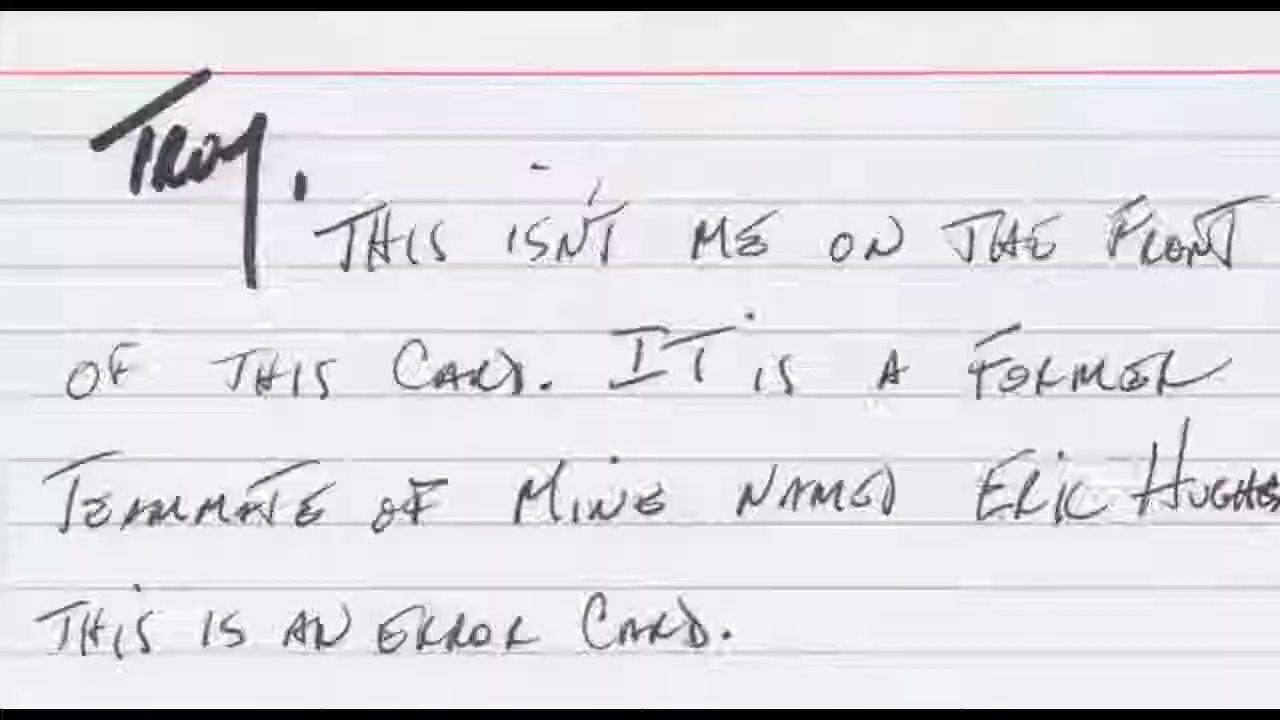 TROY.
THIS ISN'T ME ON THE FRONT
OF THIS CARD. IT IS A FORMER
TEAMMATE OF MINE NAMED ERIC HUGHES
THIS IS AN ERROR CARD.